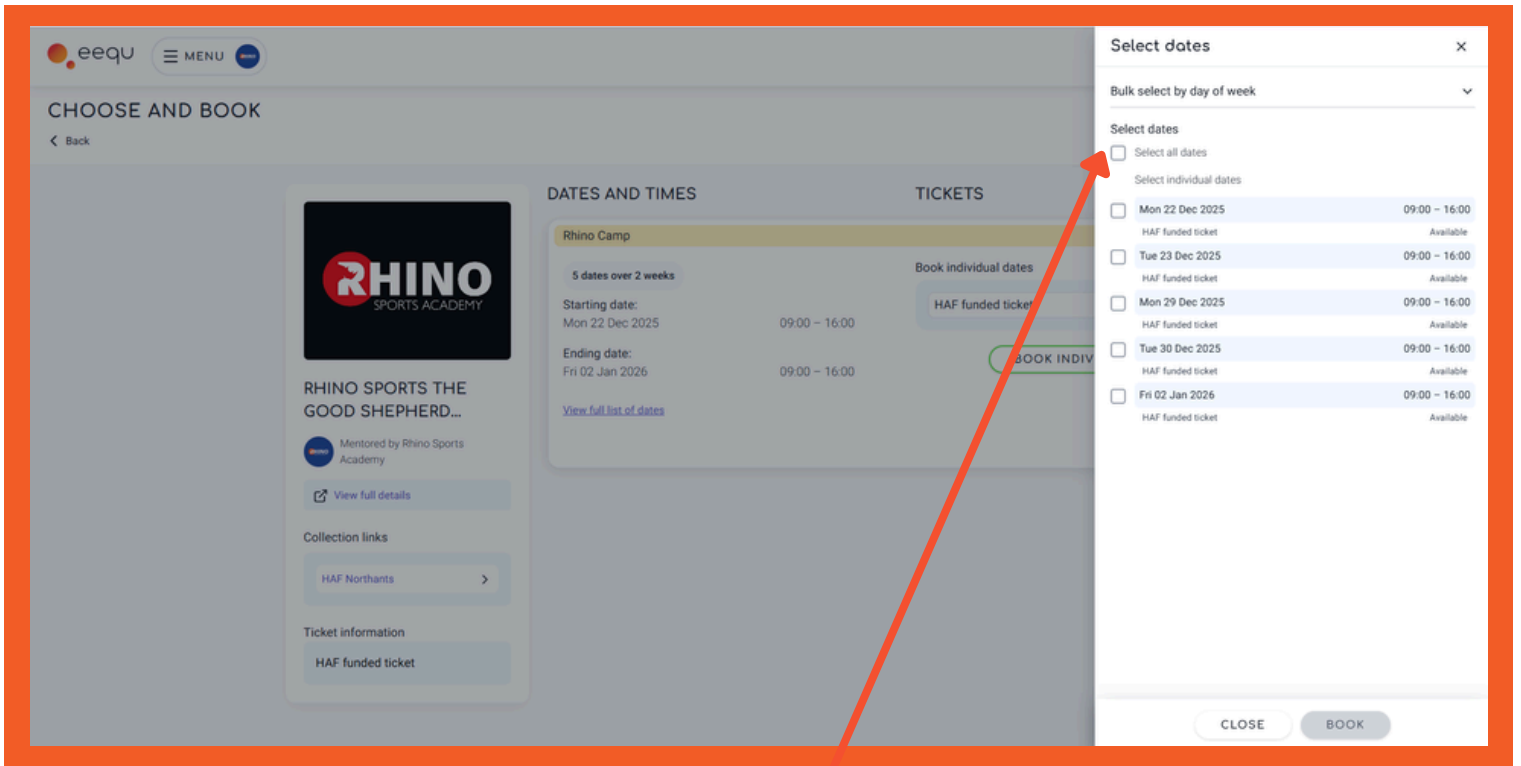 eequ
MENU
CHOOSE AND BOOK
Back
RHINO
SPORTS ACADEMY
RHINO SPORTS THE
GOOD SHEPHERD...
Mentored by Rhino Sports
Academy
View full details
Collection links
HAF Northants
Ticket information
HAF funded ticket
DATES AND TIMES
Rhino Camp
5 dates over 2 weeks
Starting date:
Mon 22 Dec 2025 09:00 – 16:00
Ending date:
Fri 02 Jan 2026 09:00 – 16:00
View full list of dates
TICKETS
Book individual dates
HAF funded ticket
BOOK INDIV
Select dates
Bulk select by day of week
Select dates
Select all dates
Select individual dates
Mon 22 Dec 2025 09:00 – 16:00
HAF funded ticket Available
Tue 23 Dec 2025 09:00 – 16:00
HAF funded ticket Available
Mon 29 Dec 2025 09:00 – 16:00
HAF funded ticket Available
Tue 30 Dec 2025 09:00 – 16:00
HAF funded ticket Available
Fri 02 Jan 2026 09:00 – 16:00
HAF funded ticket Available
CLOSE BOOK